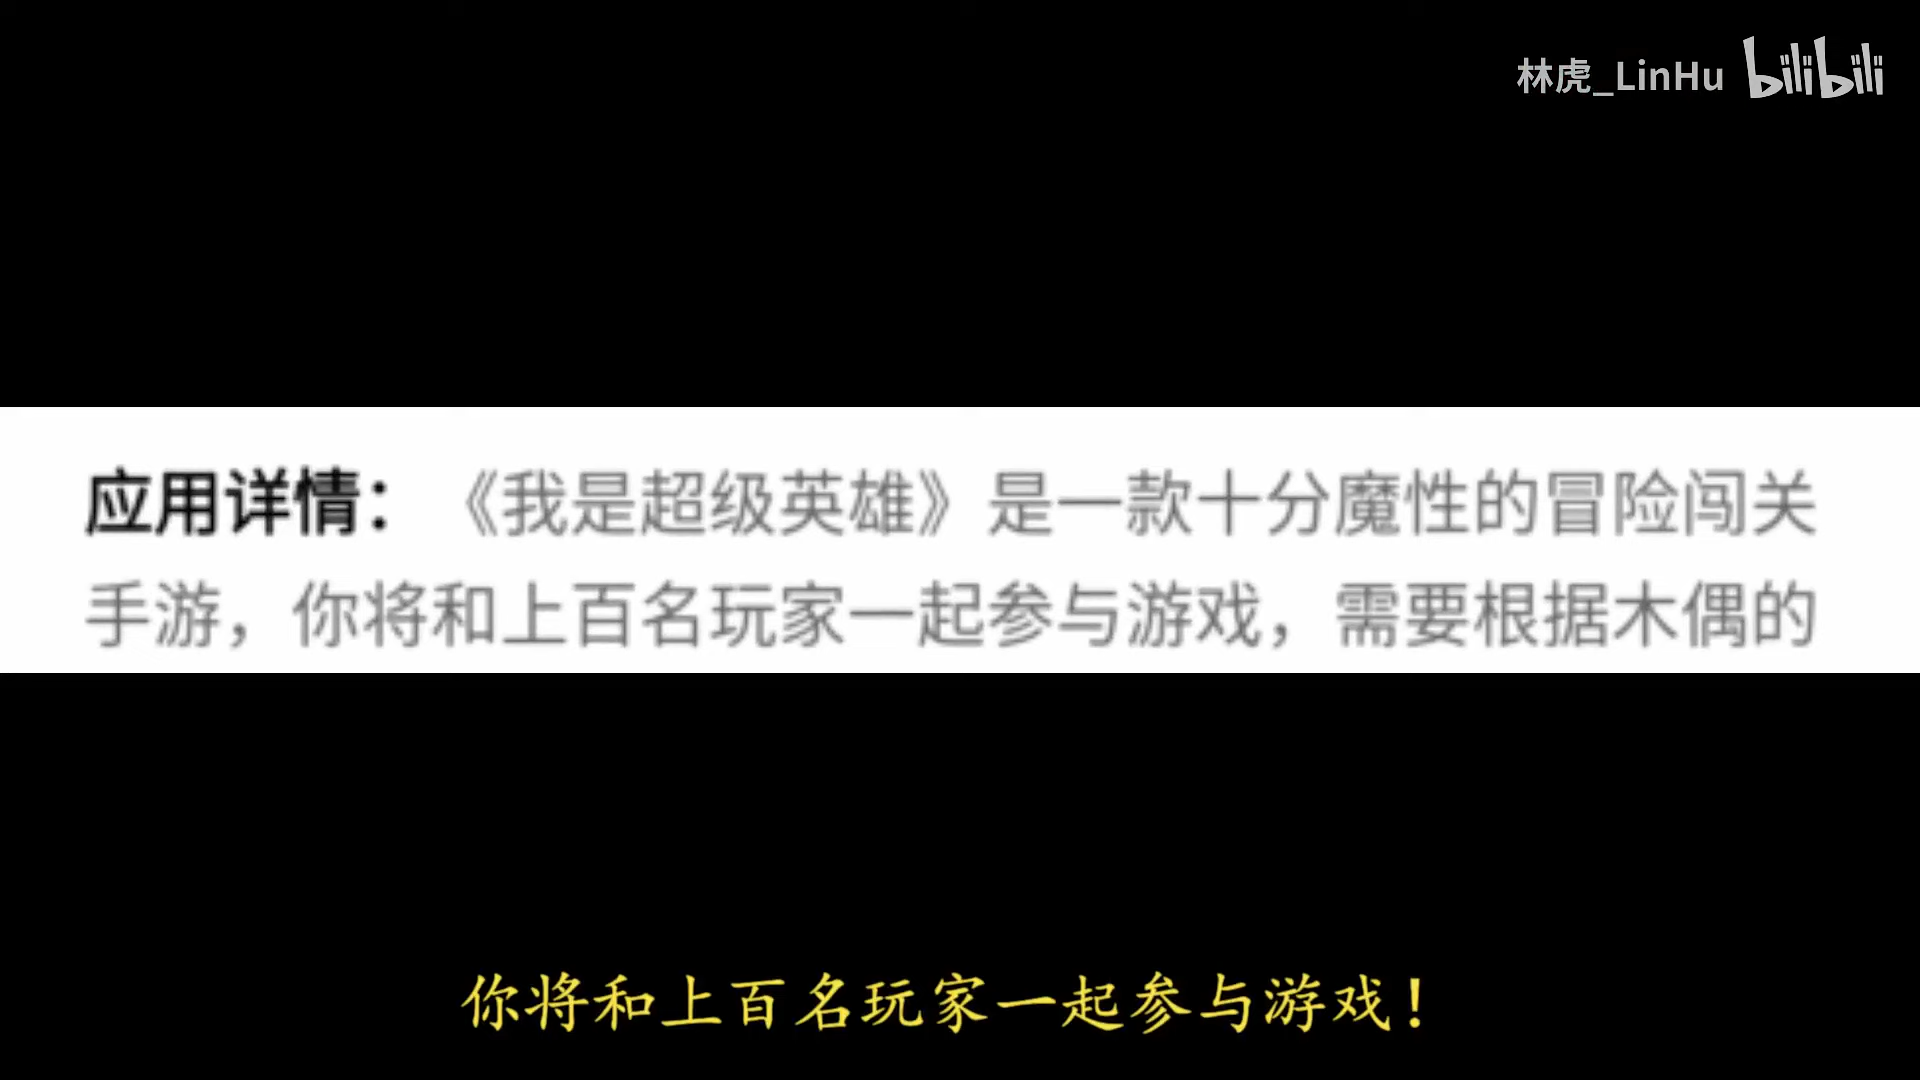 林虎_LinHu bilibili
应用详情：《我是超级英雄》是一款十分魔性的冒险闯关
手游，你将和上百名玩家一起参与游戏，需要根据木偶的
你将和上百名玩家一起参与游戏！